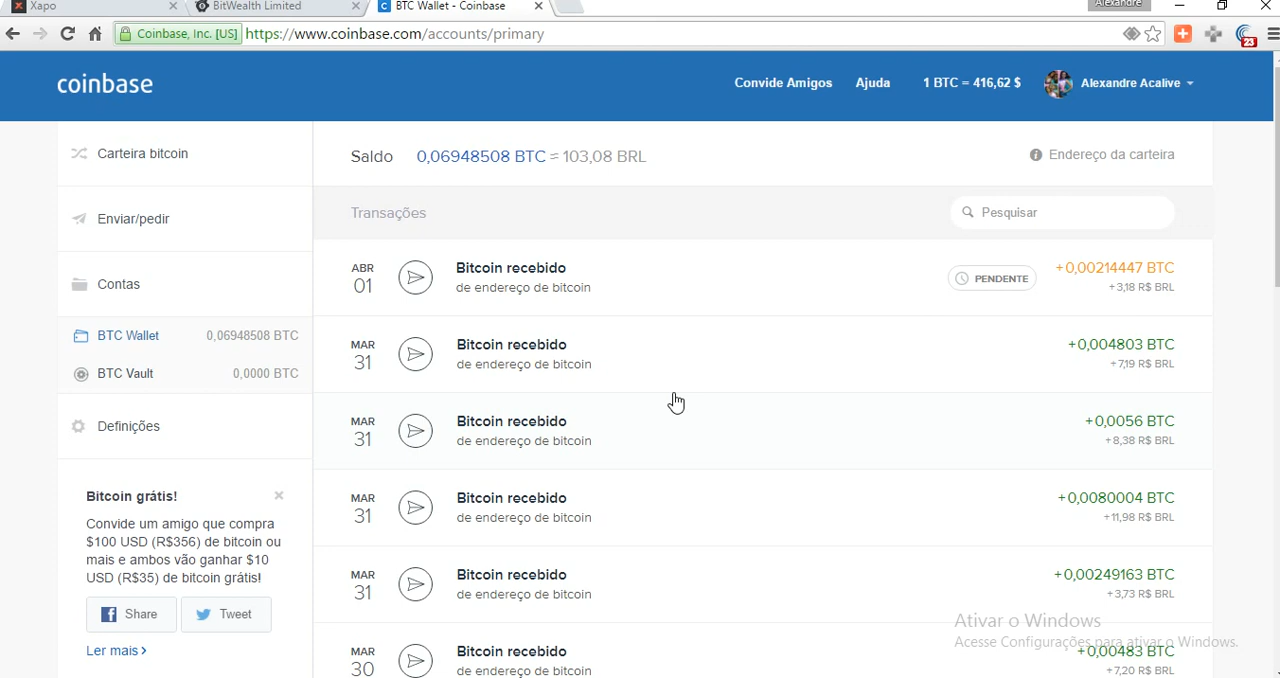 Xapo
BitWealth Limited
BTC Wallet - Coinbase
Alexandre
Coinbase, Inc. [US]
https://www.coinbase.com/accounts/primary
23
coinbase
Convide Amigos
Ajuda
1 BTC = 416,62 $
Alexandre Acalive
Carteira bitcoin
Enviar/pedir
Contas
BTC Wallet 0,06948508 BTC
BTC Vault 0,0000 BTC
Definições
Bitcoin grátis!
Convide um amigo que compra
$100 USD (R$356) de bitcoin ou
mais e ambos vão ganhar $10
USD (R$35) de bitcoin grátis!
Share
Tweet
Ler mais ›
Saldo 0,06948508 BTC = 103,08 BRL
Endereço da carteira
Transações
Pesquisar
ABR
01
Bitcoin recebido
de endereço de bitcoin
PENDENTE
+0,00214447 BTC
+3,18 R$ BRL
MAR
31
Bitcoin recebido
de endereço de bitcoin
+0,004803 BTC
+7,19 R$ BRL
MAR
31
Bitcoin recebido
de endereço de bitcoin
+0,0056 BTC
+8,38 R$ BRL
MAR
31
Bitcoin recebido
de endereço de bitcoin
+0,0080004 BTC
+11,98 R$ BRL
MAR
31
Bitcoin recebido
de endereço de bitcoin
+0,00249163 BTC
+3,73 R$ BRL
Ativar o Windows
Acesse Configurações para ativar o Windows.
MAR
30
Bitcoin recebido
de endereço de bitcoin
+0,00483 BTC
+7,20 R$ BRL